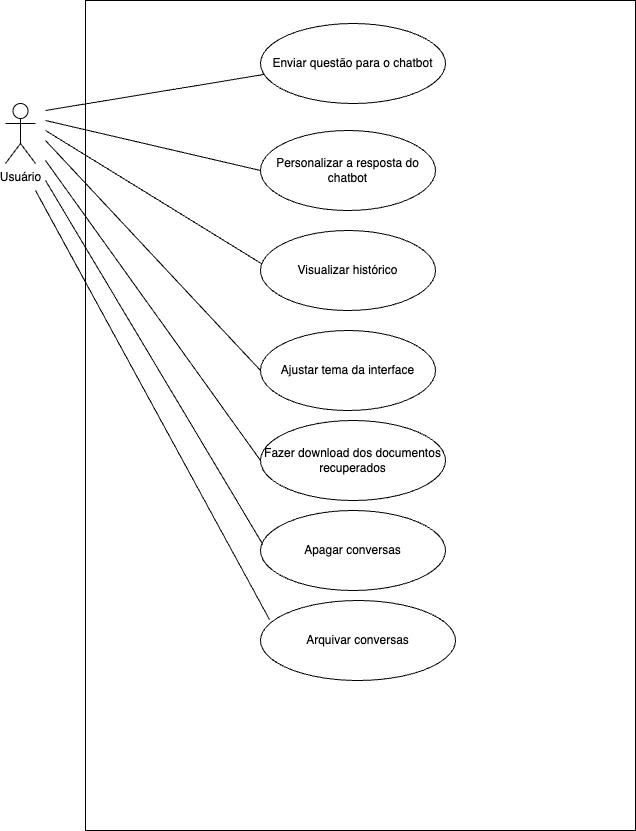 Enviar questão para o chatbot
Usuário
Personalizar a resposta do
chatbot
Visualizar histórico
Ajustar tema da interface
Fazer download dos documentos
recuperados
Apagar conversas
Arquivar conversas